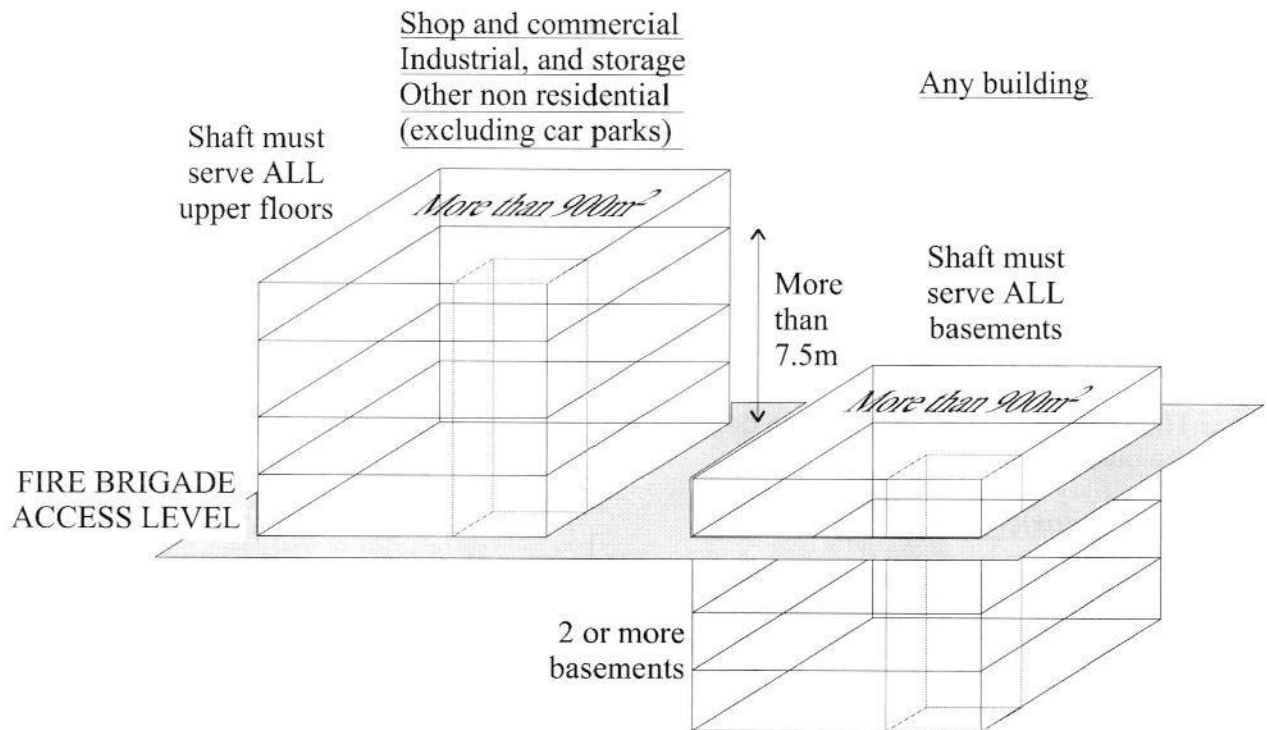 Shop and commercial
Industrial, and storage
Other non residential
(excluding car parks)
Any building
Shaft must
serve ALL
upper floors
More than 900m²
More
than
7.5m
Shaft must
serve ALL
basements
More than 900m²
FIRE BRIGADE
ACCESS LEVEL
2 or more
basements